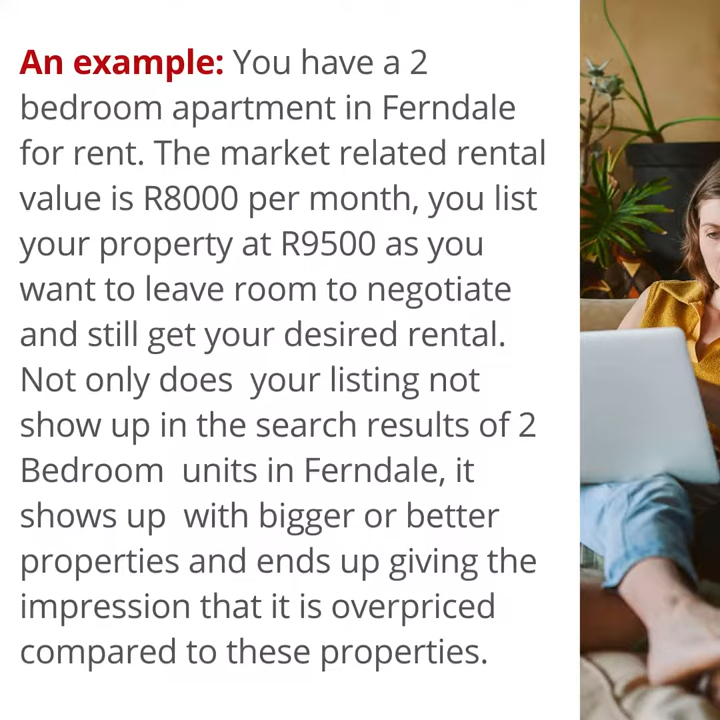 An example: You have a 2
bedroom apartment in Ferndale
for rent. The market related rental
value is R8000 per month, you list
your property at R9500 as you
want to leave room to negotiate
and still get your desired rental.
Not only does  your listing not
show up in the search results of 2
Bedroom  units in Ferndale, it
shows up  with bigger or better
properties and ends up giving the
impression that it is overpriced
compared to these properties.